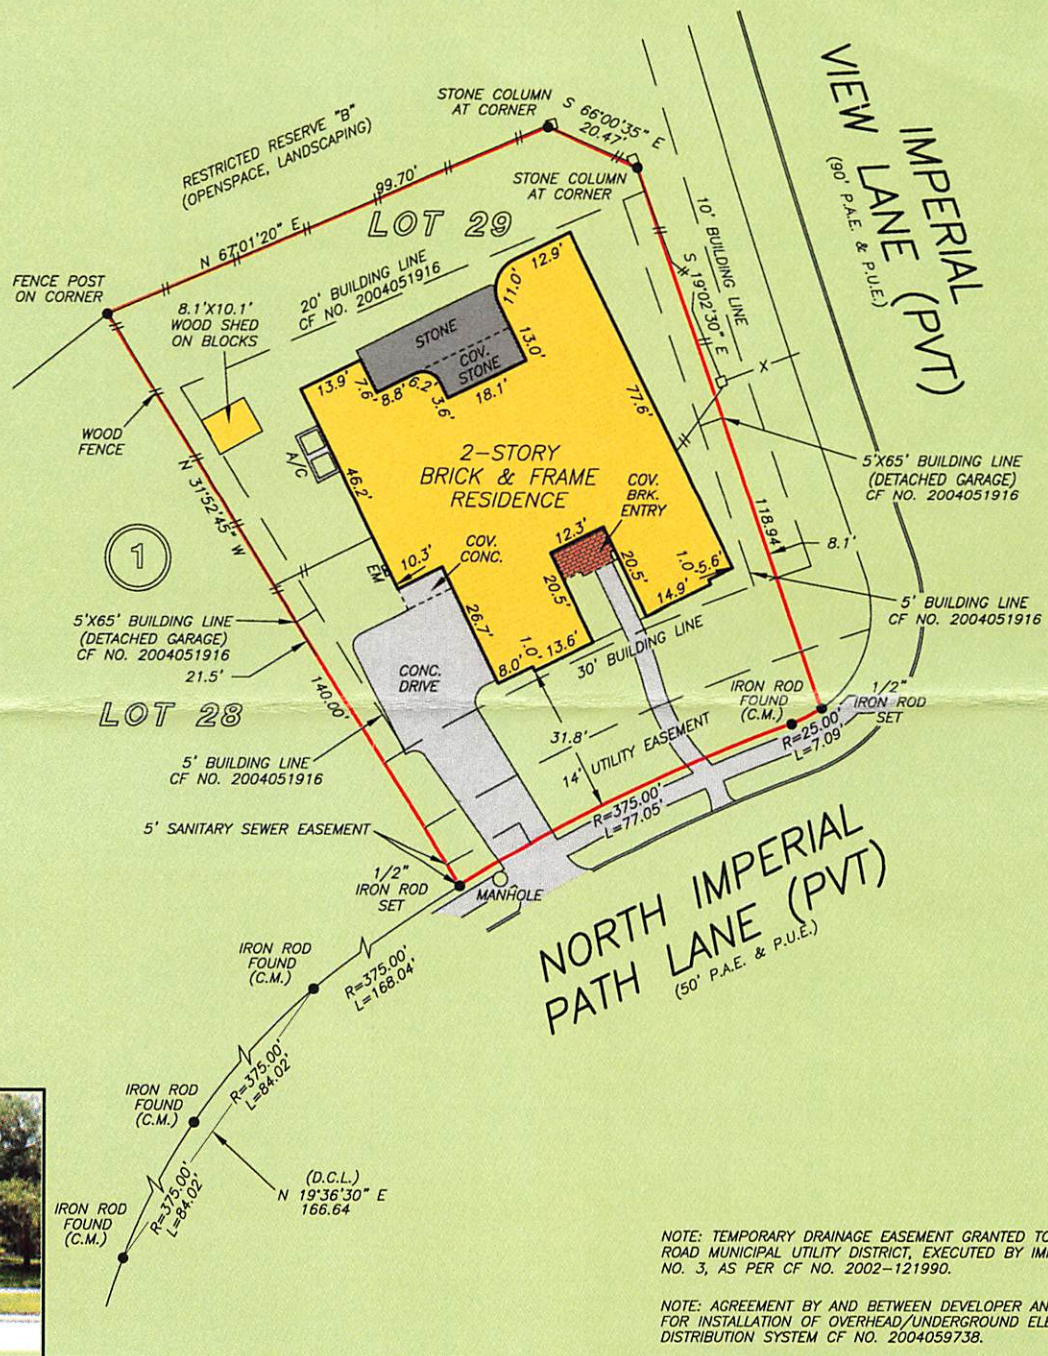 STONE COLUMN
AT CORNER
S 66°00'35" E
20.47'
RESTRICTED RESERVE "B"
(OPENSPACE, LANDSCAPING)
99.70'
N 67°01'20" E
STONE COLUMN
AT CORNER
LOT 29
IMPERIAL
VIEW LANE (PVT)
(90' P.A.E. & P.U.E.)
FENCE POST
ON CORNER
20' BUILDING LINE
CF NO. 2004051916
10' BUILDING LINE
S 19°02'30" E
8.1'X10.1'
WOOD SHED
ON BLOCKS
12.9'
11.0'
13.0'
STONE
COV.
STONE
13.9'
7.6'
8.8'
6.2'
3.6'
18.1'
77.6'
X
WOOD
FENCE
A/C
46.2'
2-STORY
BRICK & FRAME
RESIDENCE
COV.
BRK.
ENTRY
5'X65' BUILDING LINE
(DETACHED GARAGE)
CF NO. 2004051916
N 31°52'45" W
118.94'
8.1'
1
EM
10.3'
COV.
CONC.
12.3'
20.5'
20.5'
1.0'
5.6'
14.9'
5' BUILDING LINE
CF NO. 2004051916
5'X65' BUILDING LINE
(DETACHED GARAGE)
CF NO. 2004051916
21.5'
26.7'
8.0'
1.0'
13.6'
30' BUILDING LINE
CONC.
DRIVE
140.00'
LOT 28
IRON ROD
FOUND
(C.M.)
1/2"
IRON ROD
SET
R=25.00'
L=7.09'
31.8'
14' UTILITY EASEMENT
5' BUILDING LINE
CF NO. 2004051916
R=375.00'
L=77.05'
5' SANITARY SEWER EASEMENT
1/2"
IRON ROD
SET
MANHOLE
NORTH IMPERIAL
PATH LANE (PVT)
(50' P.A.E. & P.U.E.)
IRON ROD
FOUND
(C.M.)
R=375.00'
L=168.04'
IRON ROD
FOUND
(C.M.)
R=375.00'
L=84.02'
(D.C.L.)
N 19°36'30" E
166.64
IRON ROD
FOUND
(C.M.)
R=375.00'
L=84.02'
NOTE: TEMPORARY DRAINAGE EASEMENT GRANTED TO
ROAD MUNICIPAL UTILITY DISTRICT, EXECUTED BY
NO. 3, AS PER CF NO. 2002-121990.
NOTE: AGREEMENT BY AND BETWEEN DEVELOPER
FOR INSTALLATION OF OVERHEAD/UNDERGROUND
DISTRIBUTION SYSTEM CF NO. 2004059738.